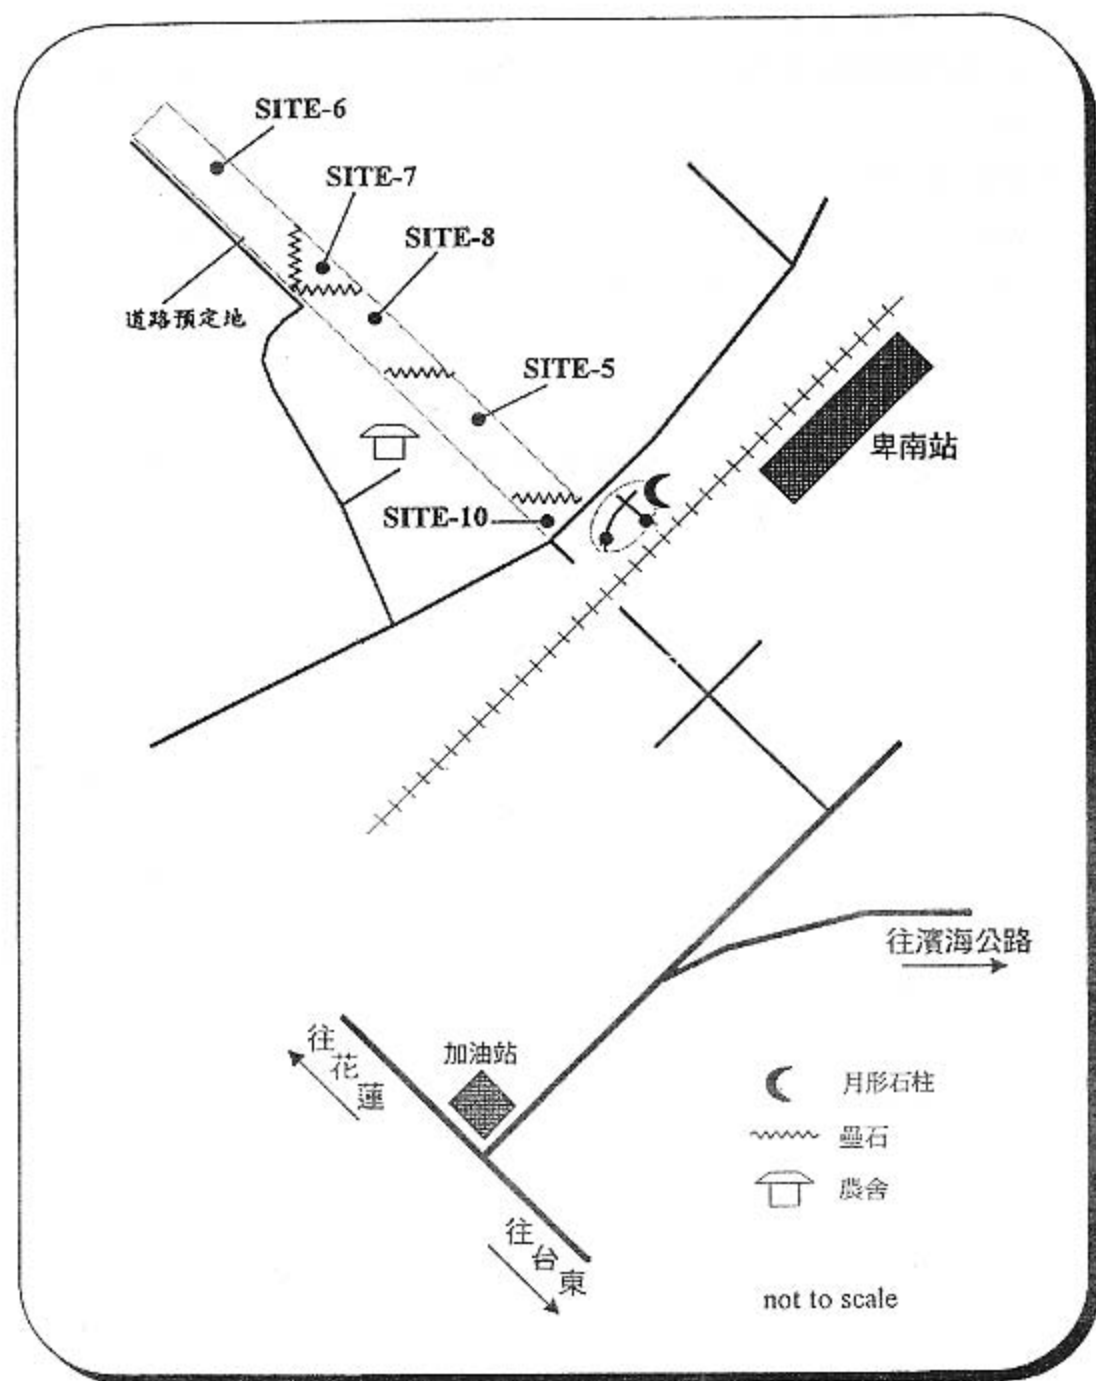 SITE-6
SITE-7
SITE-8
道路預定地
SITE-5
卑南站
SITE-10
往濱海公路
往花蓮
加油站
月形石柱
壘石
農舍
往台東
not to scale